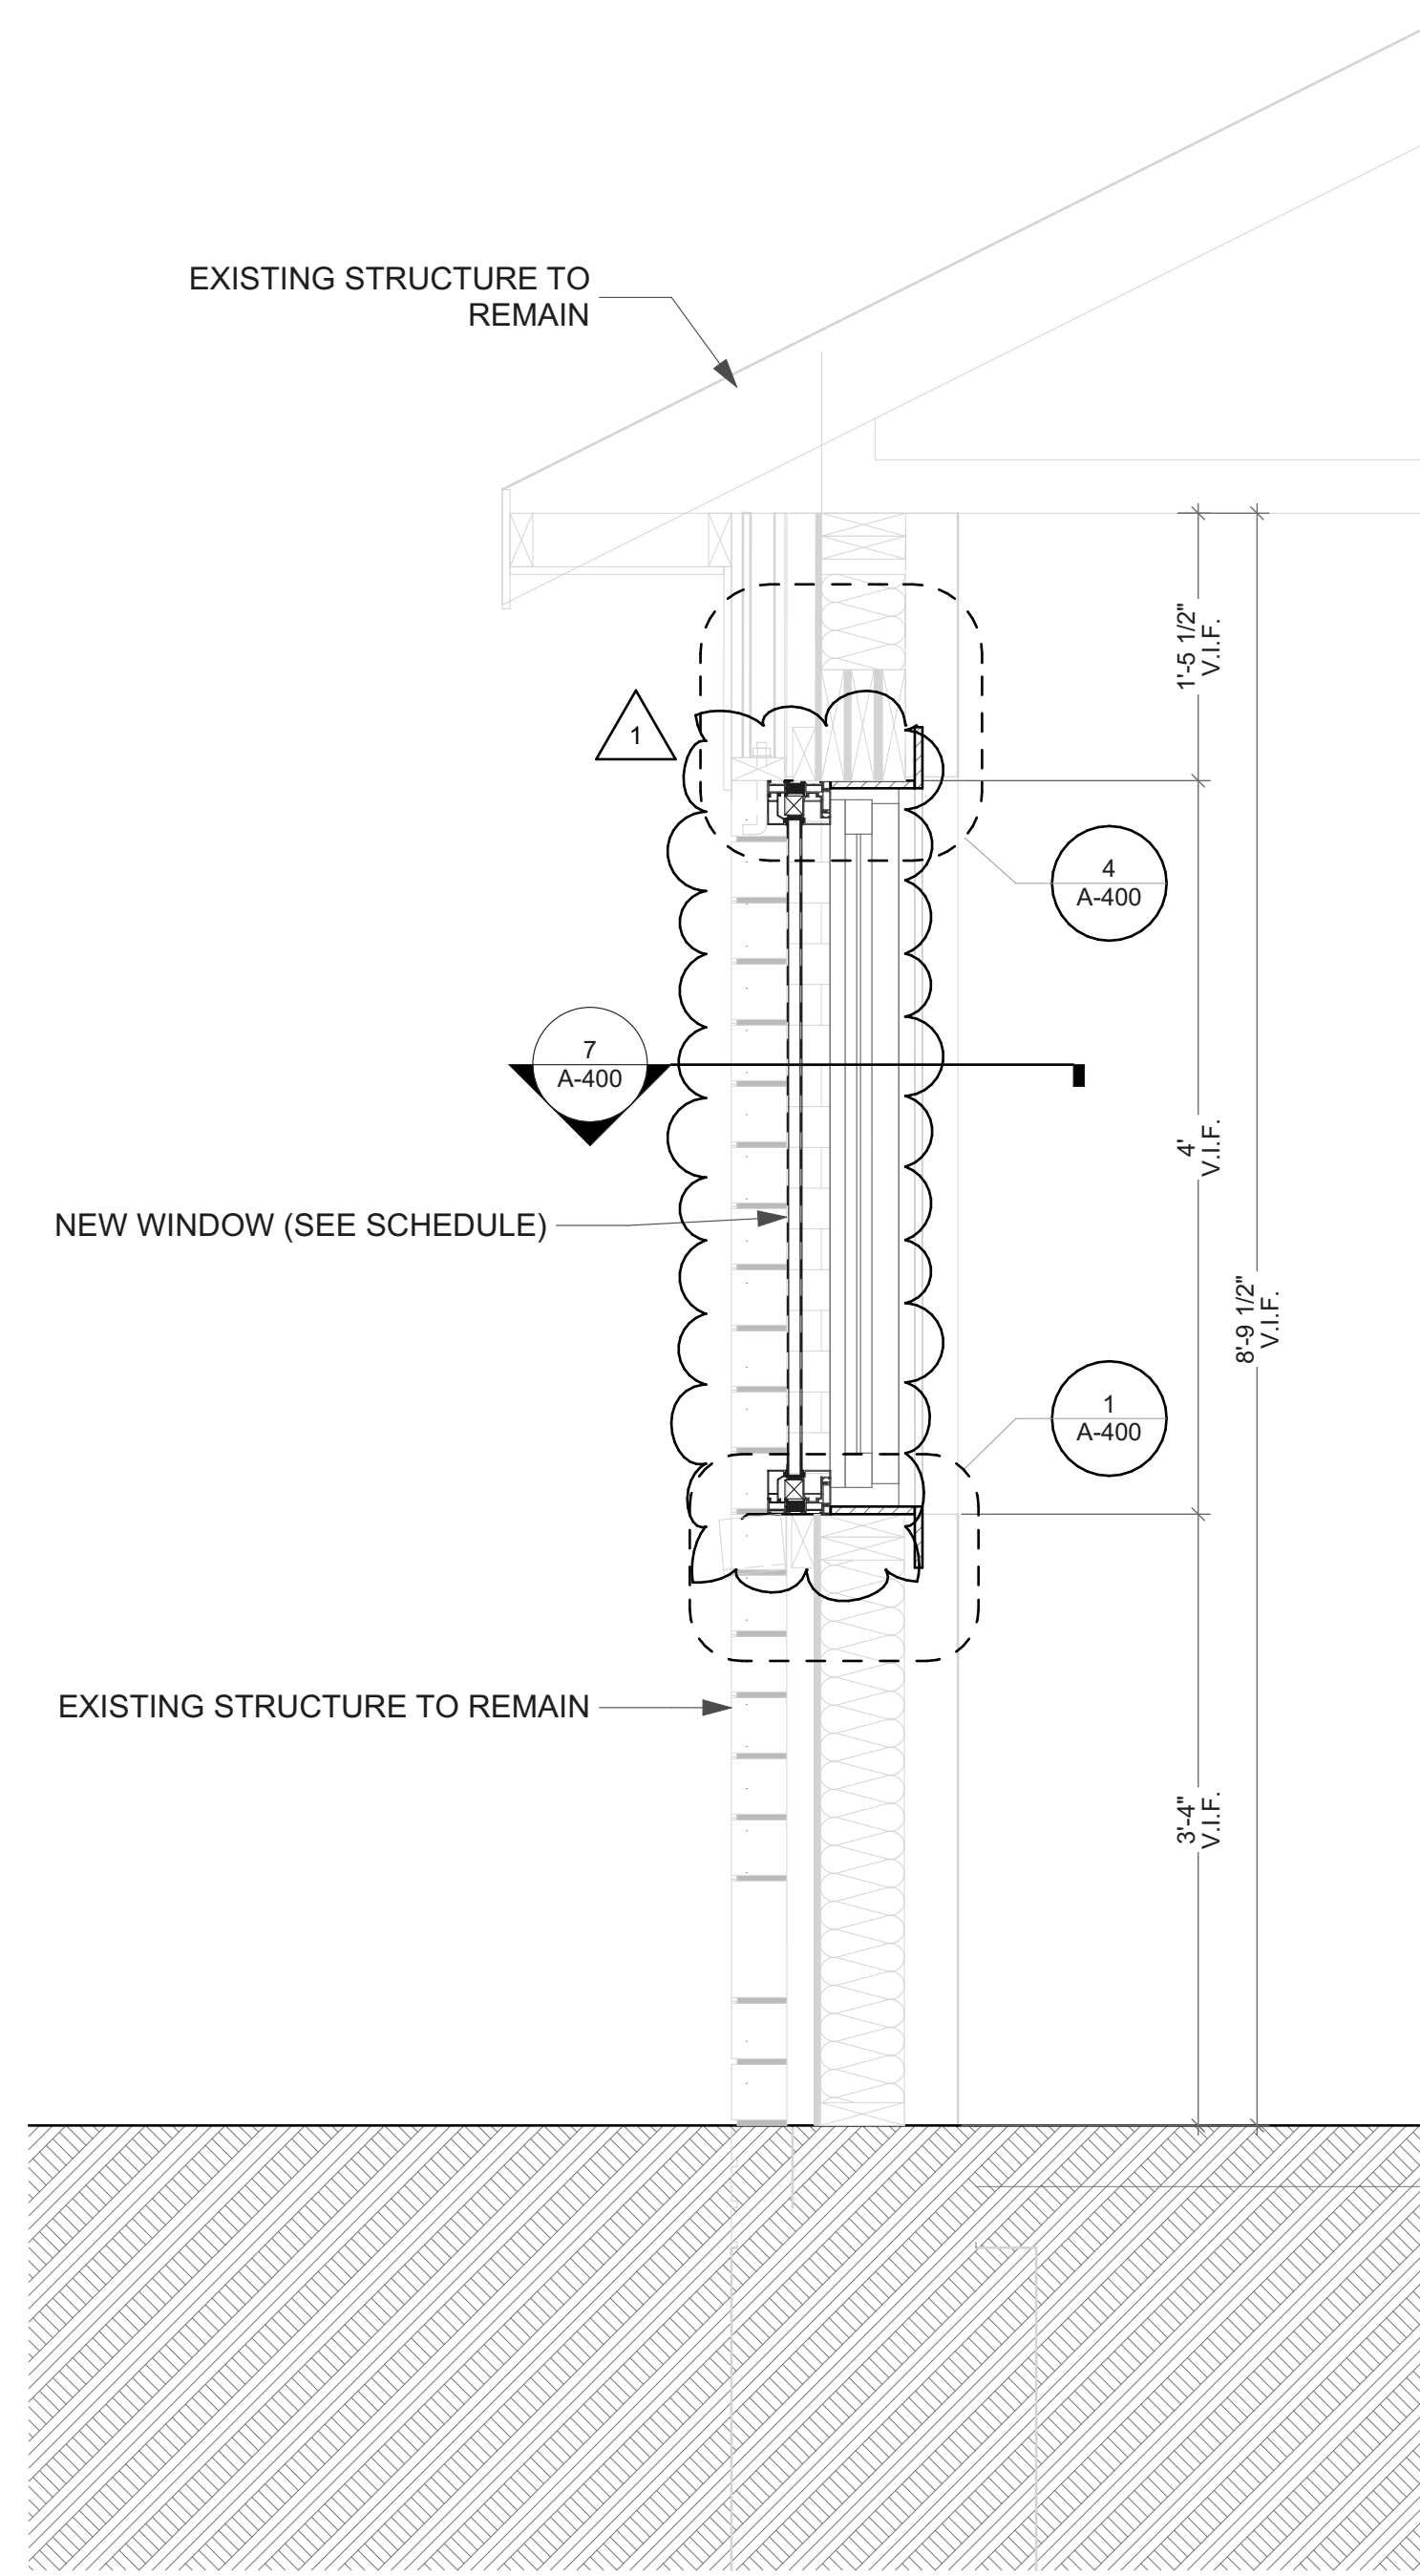 EXISTING STRUCTURE TO
REMAIN
1'-5 1/2"
V.I.F.
1
4
A-400
7
A-400
4'
V.I.F.
NEW WINDOW (SEE SCHEDULE)
8'-9 1/2"
V.I.F.
1
A-400
EXISTING STRUCTURE TO REMAIN
3'-4"
V.I.F.